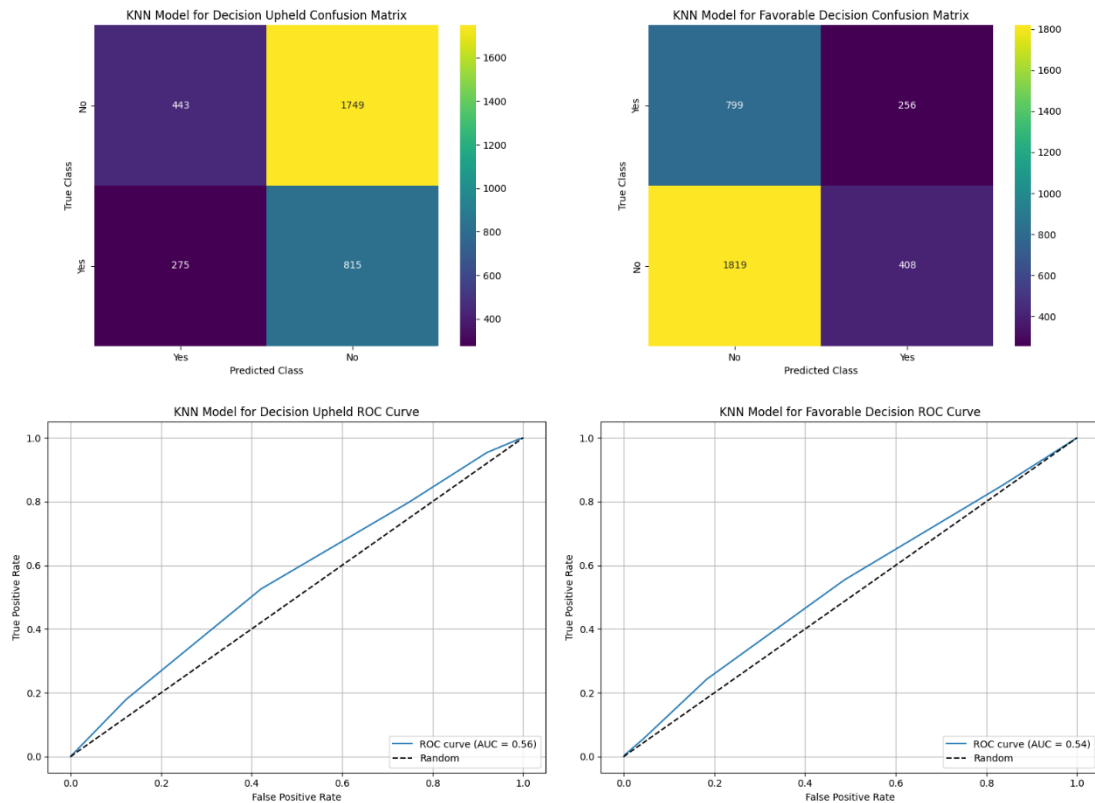 KNN Model for Decision Upheld Confusion Matrix
True Class
No
Yes
443
1749
275
815
Yes
No
Predicted Class
1600
1400
1200
1000
800
600
400
KNN Model for Favorable Decision Confusion Matrix
True Class
Yes
No
799
256
1819
408
No
Yes
Predicted Class
1800
1600
1400
1200
1000
800
600
400
KNN Model for Decision Upheld ROC Curve
True Positive Rate
1.0
0.8
0.6
0.4
0.2
0.0
0.0
0.2
0.4
0.6
0.8
1.0
False Positive Rate
ROC curve (AUC = 0.56)
Random
KNN Model for Favorable Decision ROC Curve
True Positive Rate
1.0
0.8
0.6
0.4
0.2
0.0
0.0
0.2
0.4
0.6
0.8
1.0
False Positive Rate
ROC curve (AUC = 0.54)
Random